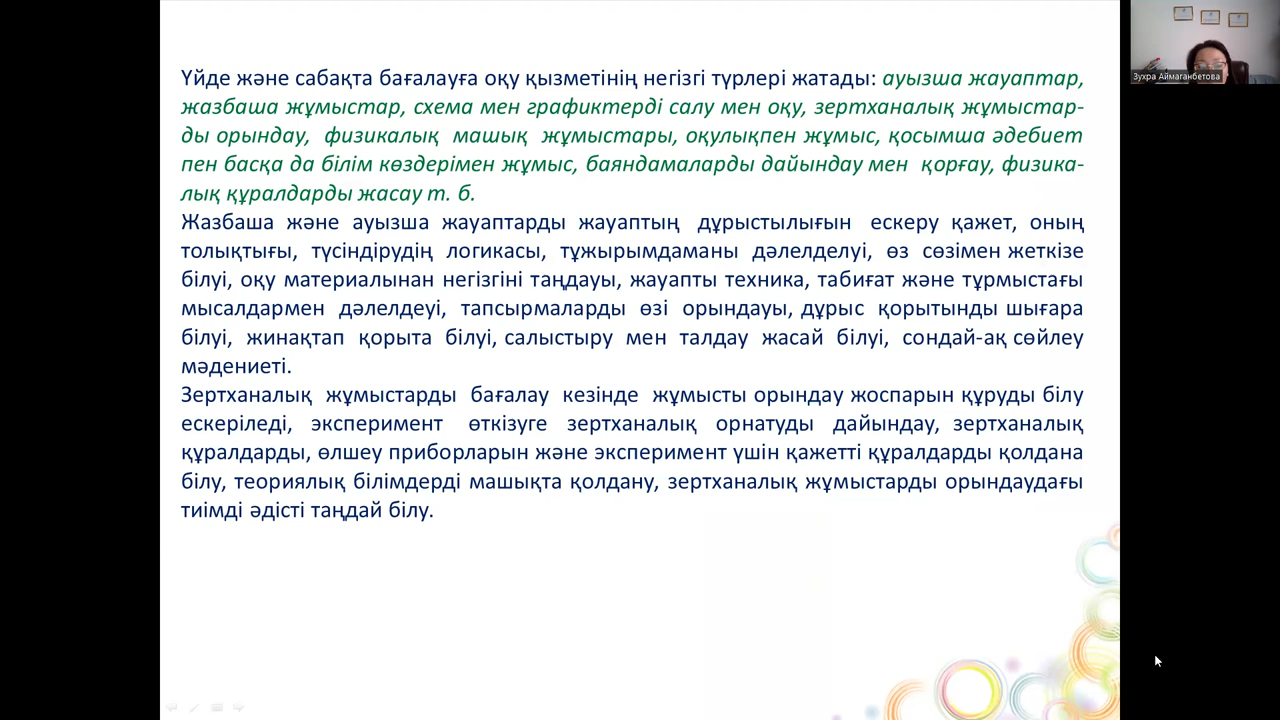 Үйде және сабақта бағалауға оқу қызметінің негізгі түрлері жатады: ауызша жауаптар,
жазбаша жұмыстар, схема мен графиктерді салу мен оқу, зертханалық жұмыстар-
ды орындау, физикалық машық жұмыстары, оқулықпен жұмыс, қосымша әдебиет
пен басқа да білім көздерімен жұмыс, баяндамаларды дайындау мен қорғау, физика-
лық құралдарды жасау т. б.
Жазбаша және ауызша жауаптарды жауаптың дұрыстылығын ескеру қажет, оның
толықтығы, түсіндірудің логикасы, тұжырымдаманы дәлелделуі, өз сөзімен жеткізе
білуі, оқу материалынан негізгіні таңдауы, жауапты техника, табиғат және тұрмыстағы
мысалдармен дәлелдеуі, тапсырмаларды өзі орындауы, дұрыс қорытынды шығара
білуі, жинақтап қорыта білуі, салыстыру мен талдау жасай білуі, сондай-ақ сөйлеу
мәдениеті.
Зертханалық жұмыстарды бағалау кезінде жұмысты орындау жоспарын құруды білу
ескеріледі, эксперимент өткізуге зертханалық орнатуды дайындау, зертханалық
құралдарды, өлшеу приборларын және эксперимент үшін қажетті құралдарды қолдана
білу, теориялық білімдерді машықта қолдану, зертханалық жұмыстарды орындаудағы
тиімді әдісті таңдай білу.
Зухра Аймаганбетова